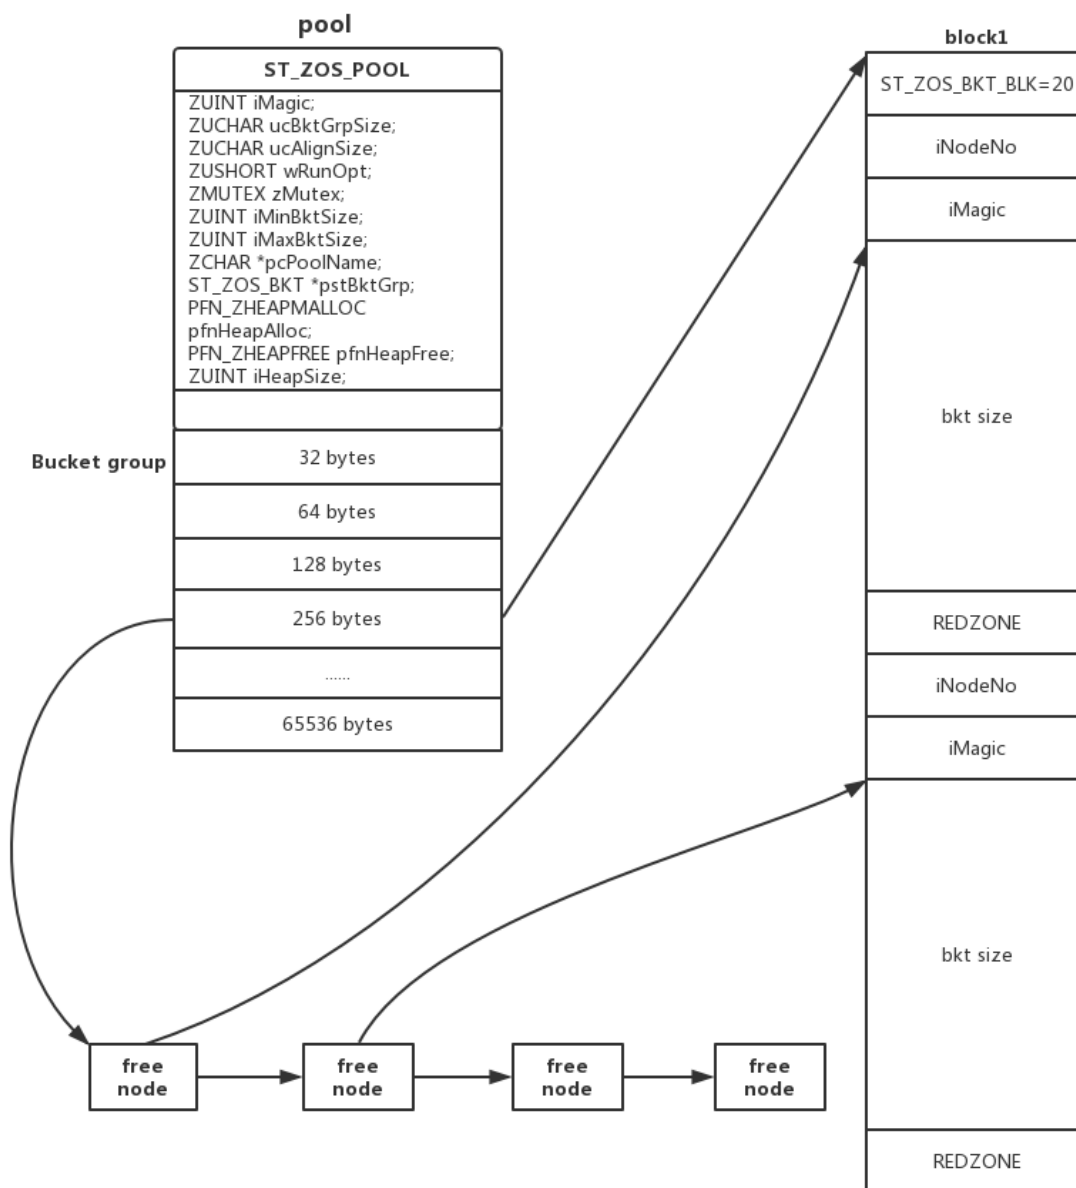 pool
ST_ZOS_POOL
ZUINT iMagic;
ZUCHAR ucBktGrpSize;
ZUCHAR ucAlignSize;
ZUSHORT wRunOpt;
ZMUTEX zMutex;
ZUINT iMinBktSize;
ZUINT iMaxBktSize;
ZCHAR *pcPoolName;
ST_ZOS_BKT *pstBktGrp;
PFN_ZHEAPMALLOC
pfnHeapAlloc;
PFN_ZHEAPFREE pfnHeapFree;
ZUINT iHeapSize;
Bucket group
32 bytes
64 bytes
128 bytes
256 bytes
......
65536 bytes
free
node
free
node
free
node
free
node
block1
ST_ZOS_BKT_BLK=20
iNodeNo
iMagic
bkt size
REDZONE
iNodeNo
iMagic
bkt size
REDZONE